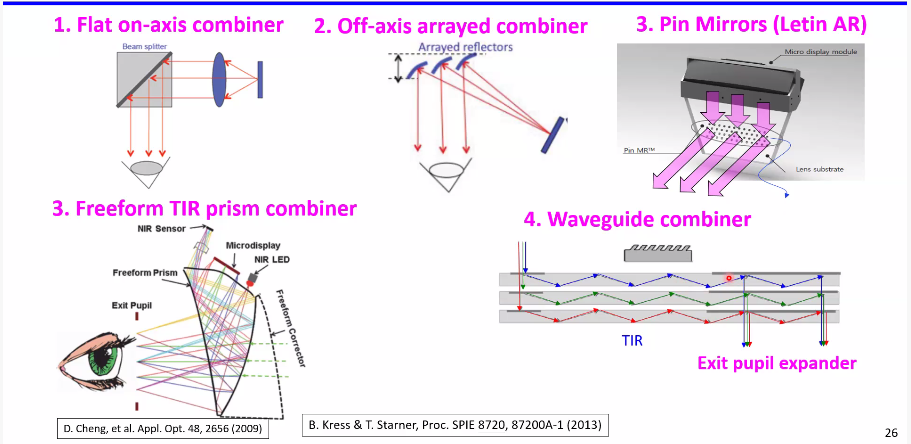 1. Flat on-axis combiner
Beam splitter
2. Off-axis arrayed combiner
Arrayed reflectors
3. Pin Mirrors (Letin AR)
Micro display module
Pin MR™
Lens substrate
3. Freeform TIR prism combiner
NIR Sensor
Microdisplay
NIR LED
Freeform Prism
Exit Pupil
Freeform Corrector
4. Waveguide combiner
TIR
Exit pupil expander
D. Cheng, et al. Appl. Opt. 48, 2656 (2009)
B. Kress & T. Starner, Proc. SPIE 8720, 87200A-1 (2013)
26